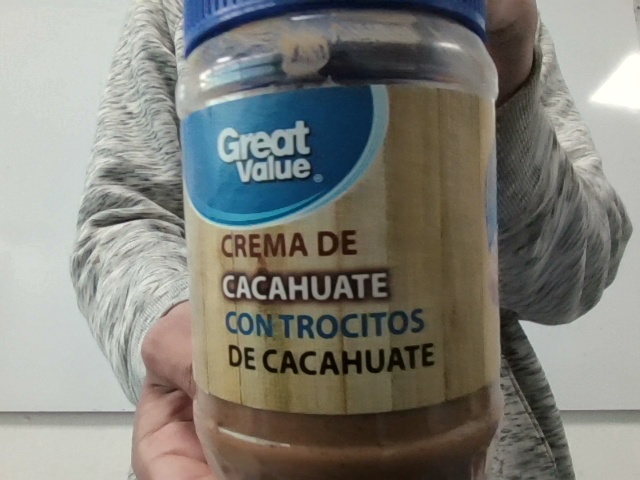 Great
Value®
CREMA DE
CACAHUATE
CON TROCITOS
DE CACAHUATE